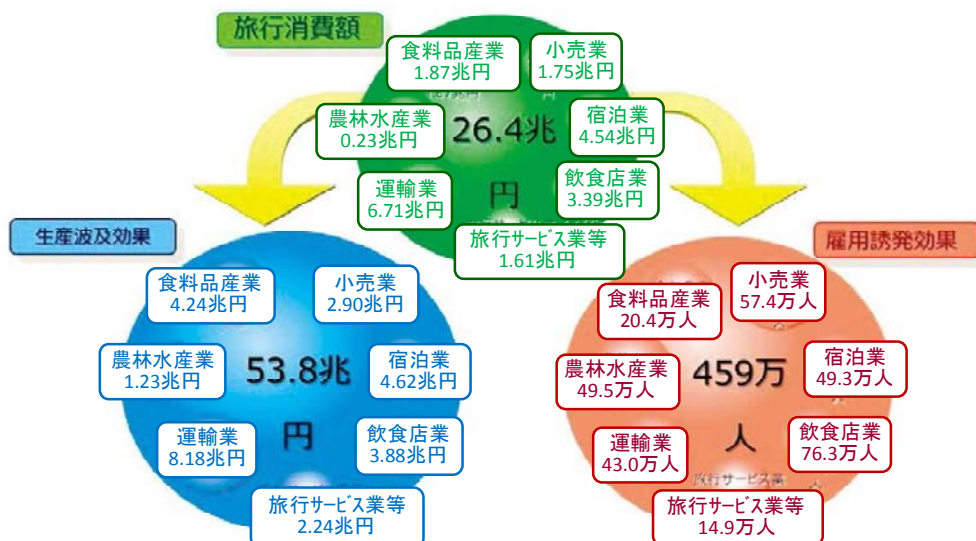 旅行消費額
食料品産業
1.87兆円
小売業
1.75兆円
農林水産業
0.23兆円
26.4兆
円
宿泊業
4.54兆円
運輸業
6.71兆円
飲食店業
3.39兆円
旅行サービス業等
1.61兆円
生産波及効果
食料品産業
4.24兆円
小売業
2.90兆円
農林水産業
1.23兆円
53.8兆
円
宿泊業
4.62兆円
運輸業
8.18兆円
飲食店業
3.88兆円
旅行サービス業等
2.24兆円
雇用誘発効果
食料品産業
20.4万人
小売業
57.4万人
農林水産業
49.5万人
459万
人
宿泊業
49.3万人
運輸業
43.0万人
飲食店業
76.3万人
旅行サービス業
旅行サービス業等
14.9万人